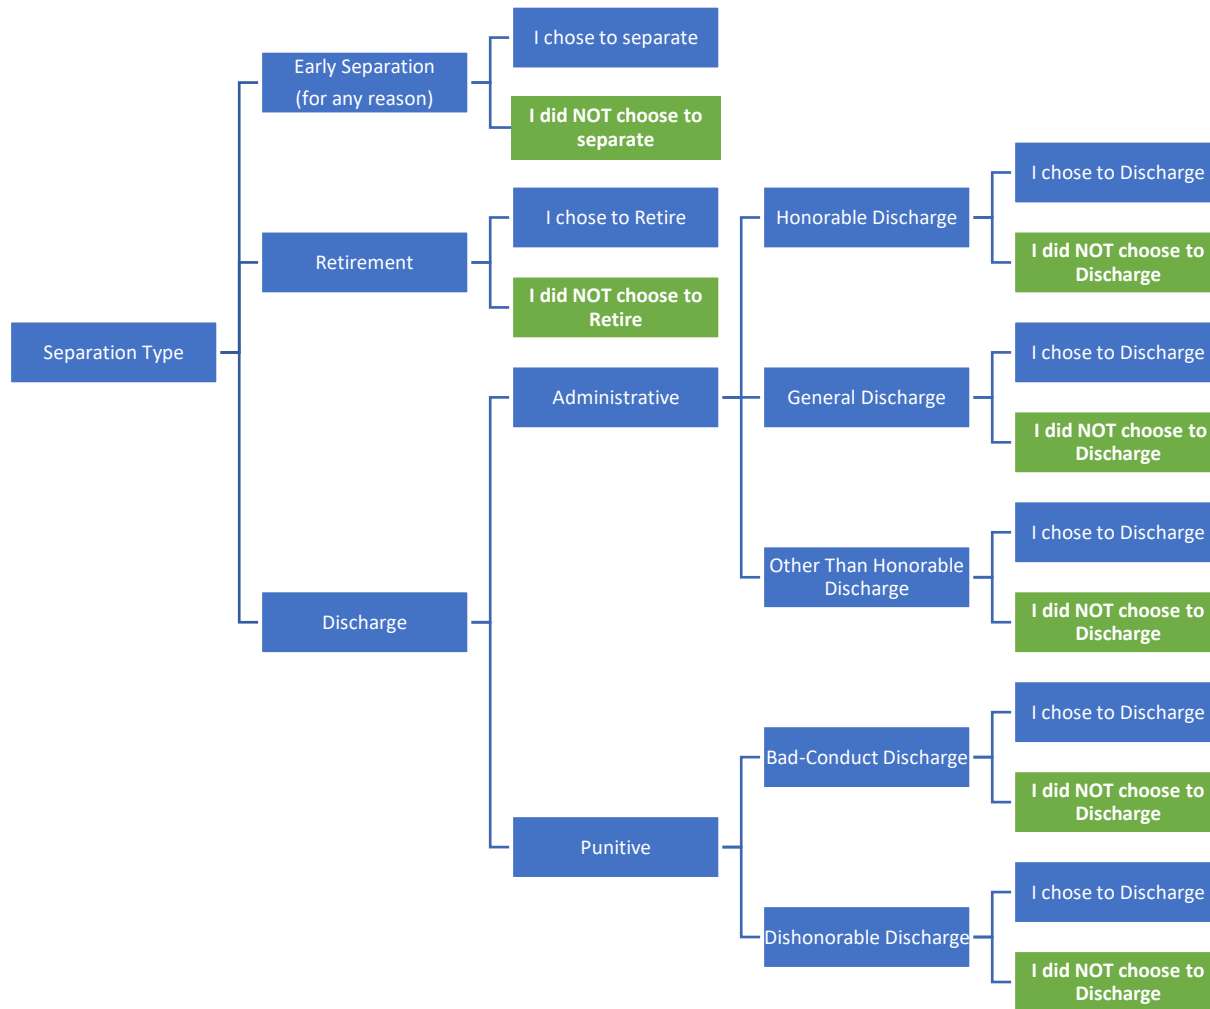 Separation Type
Early Separation
(for any reason)
I chose to separate
I did NOT choose to
separate
Retirement
I chose to Retire
I did NOT choose to
Retire
Discharge
Administrative
Honorable Discharge
I chose to Discharge
I did NOT choose to
Discharge
General Discharge
I chose to Discharge
I did NOT choose to
Discharge
Other Than Honorable
Discharge
I chose to Discharge
I did NOT choose to
Discharge
Punitive
Bad-Conduct Discharge
I chose to Discharge
I did NOT choose to
Discharge
Dishonorable Discharge
I chose to Discharge
I did NOT choose to
Discharge